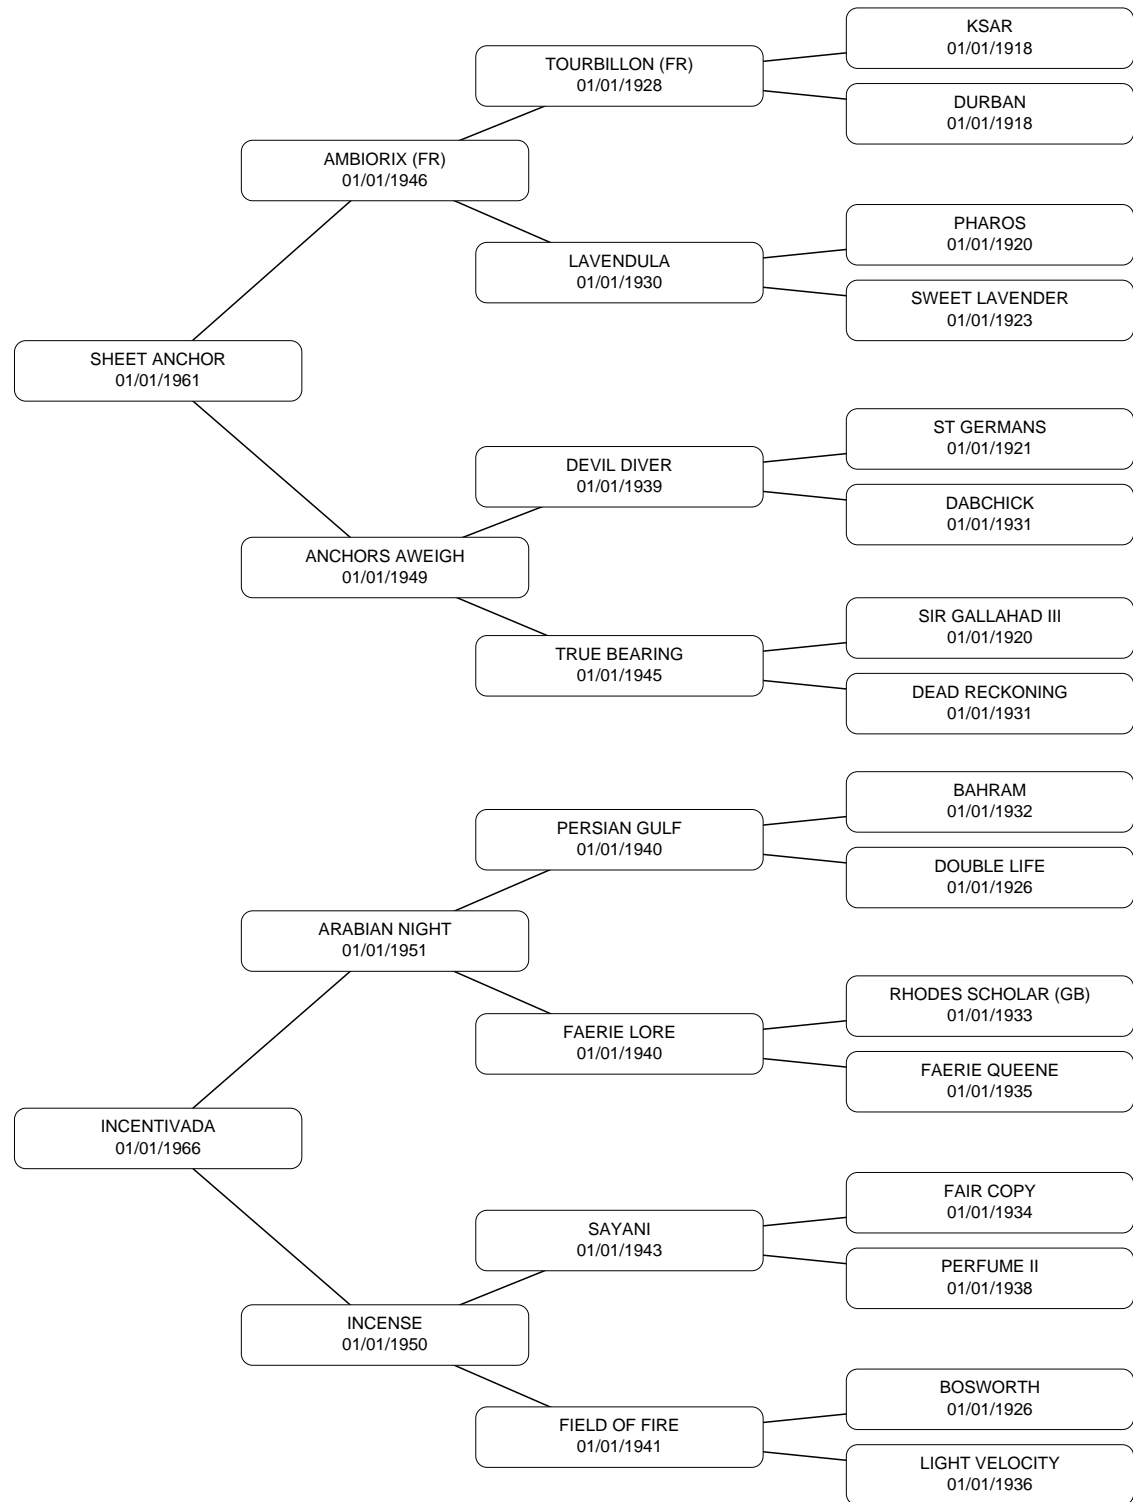 KSAR
01/01/1918
TOURBILLON (FR)
01/01/1928
DURBAN
01/01/1918
AMBIORIX (FR)
01/01/1946
PHAROS
01/01/1920
LAVENDULA
01/01/1930
SWEET LAVENDER
01/01/1923
SHEET ANCHOR
01/01/1961
ST GERMANS
01/01/1921
DEVIL DIVER
01/01/1939
DABCHICK
01/01/1931
ANCHORS AWEIGH
01/01/1949
SIR GALLAHAD III
01/01/1920
TRUE BEARING
01/01/1945
DEAD RECKONING
01/01/1931
BAHRAM
01/01/1932
PERSIAN GULF
01/01/1940
DOUBLE LIFE
01/01/1926
ARABIAN NIGHT
01/01/1951
RHODES SCHOLAR (GB)
01/01/1933
FAERIE LORE
01/01/1940
FAERIE QUEENE
01/01/1935
INCENTIVADA
01/01/1966
FAIR COPY
01/01/1934
SAYANI
01/01/1943
PERFUME II
01/01/1938
INCENSE
01/01/1950
BOSWORTH
01/01/1926
FIELD OF FIRE
01/01/1941
LIGHT VELOCITY
01/01/1936